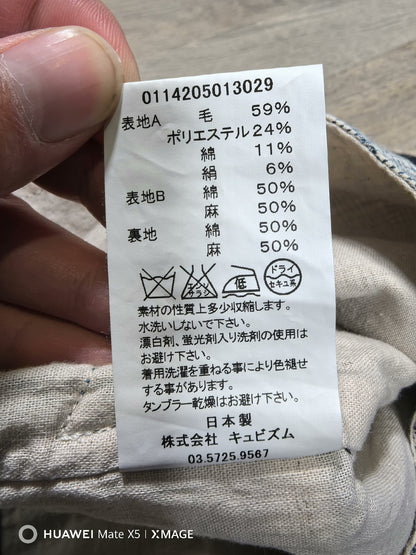 0114205013029
表地A 毛 59%
ポリエステル 24%
綿 11%
絹 6%
表地B 綿 50%
麻 50%
裏地 綿 50%
麻 50%
エンソ サラシ 低 ドライ セキユ系
素材の性質上多少収縮します。
水洗いしないで下さい。
漂白剤、蛍光剤入り洗剤の使用は
お避け下さい。
着用洗濯を重ねる事により色褪せ
する事があります。
タンブラー乾燥はお避け下さい。
日本製
株式会社 キュビズム
03.5725.9567
HUAWEI Mate X5 | XMAGE